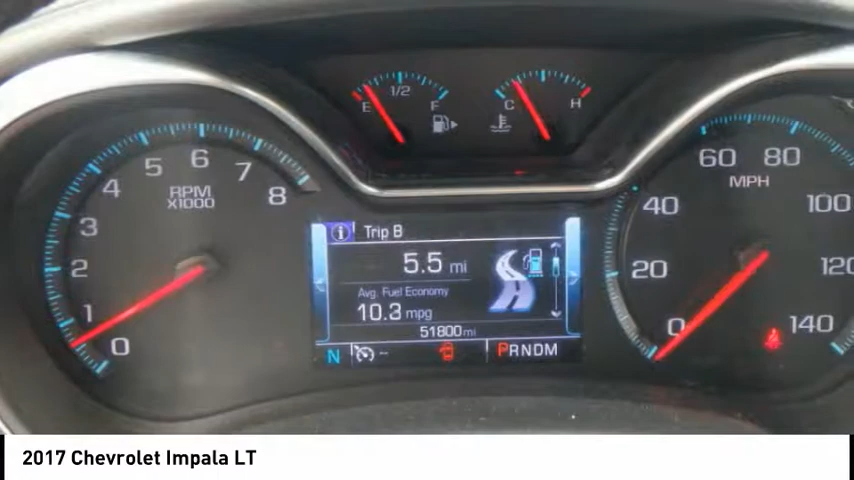 E 1/2 F
C H
0 1 2 3 4 5 6 7 8
RPM
X1000
0 20 40 60 80 100 120 140
MPH
i Trip B
5.5 mi
Avg. Fuel Economy
10.3 mpg
51800 mi
N -- PRNDM
2017 Chevrolet Impala LT